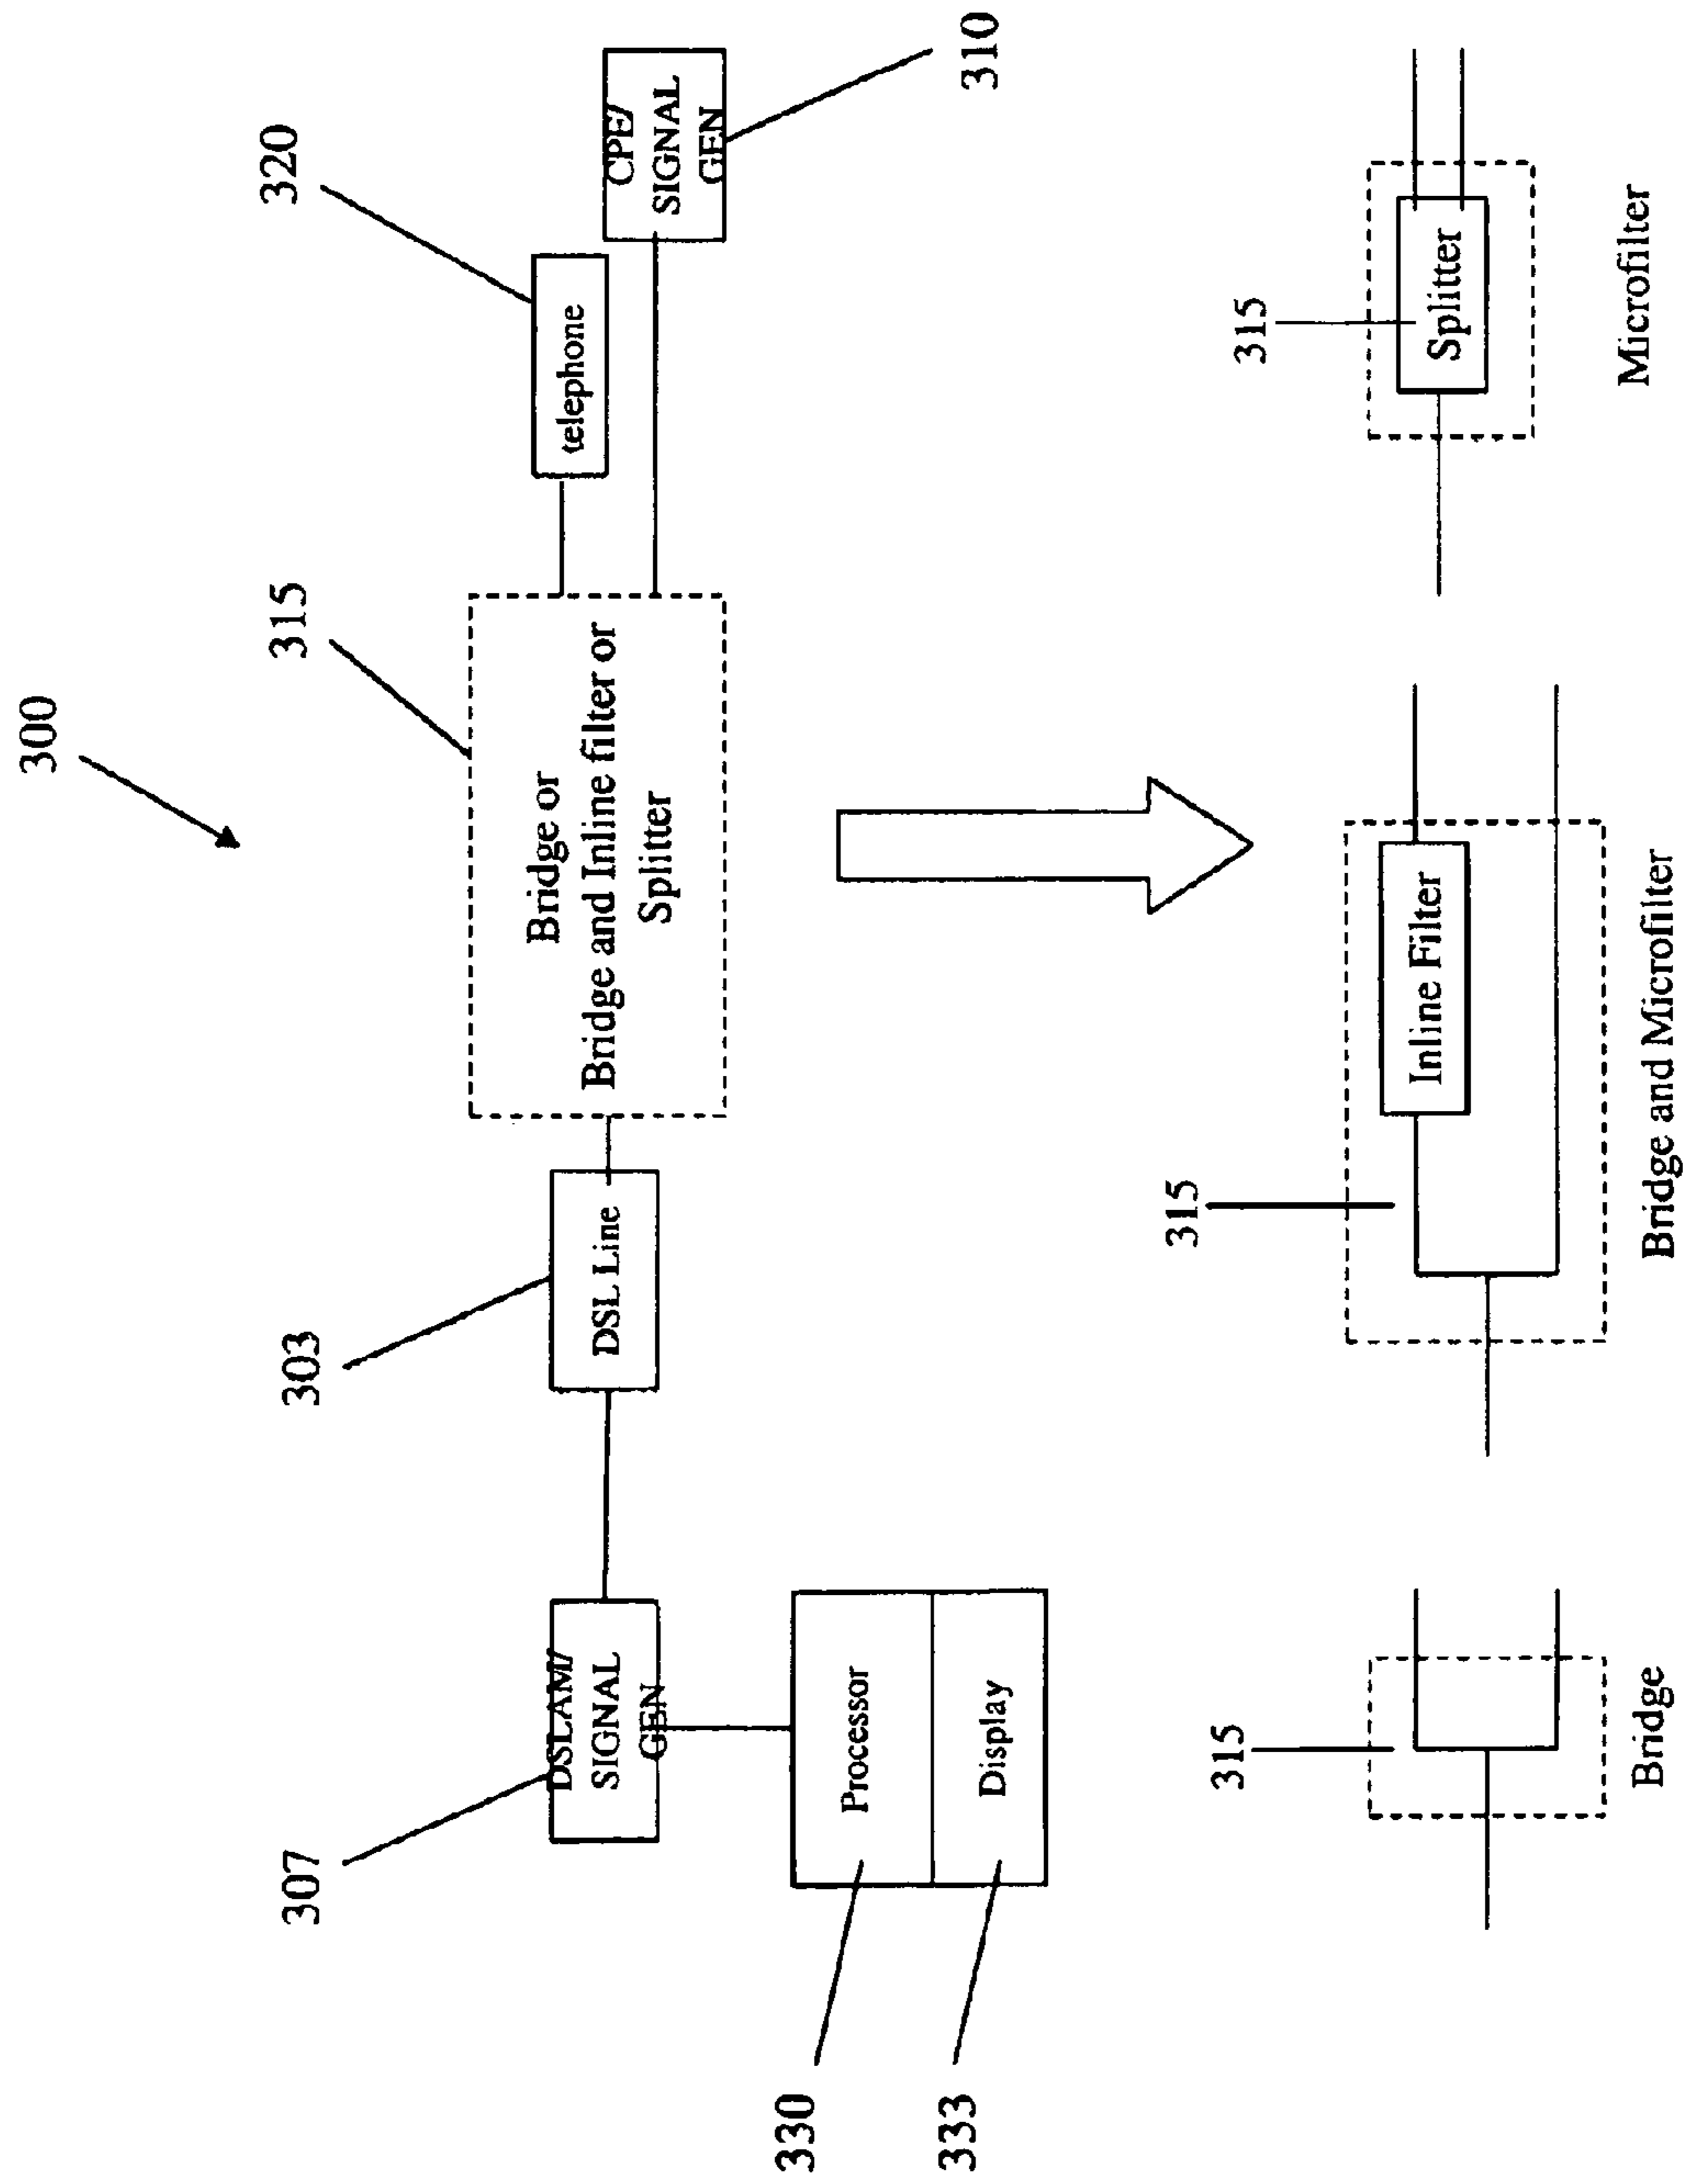 300
307
303
315
320
310
DSLAM/
SIGNAL
GEN
DSL Line
Bridge or
Bridge and Inline filter or
Splitter
telephone
CPE/
SIGNAL
GEN
330
Processor
333
Display
315
Bridge
315
Inline Filter
Bridge and Microfilter
315
Splitter
Microfilter